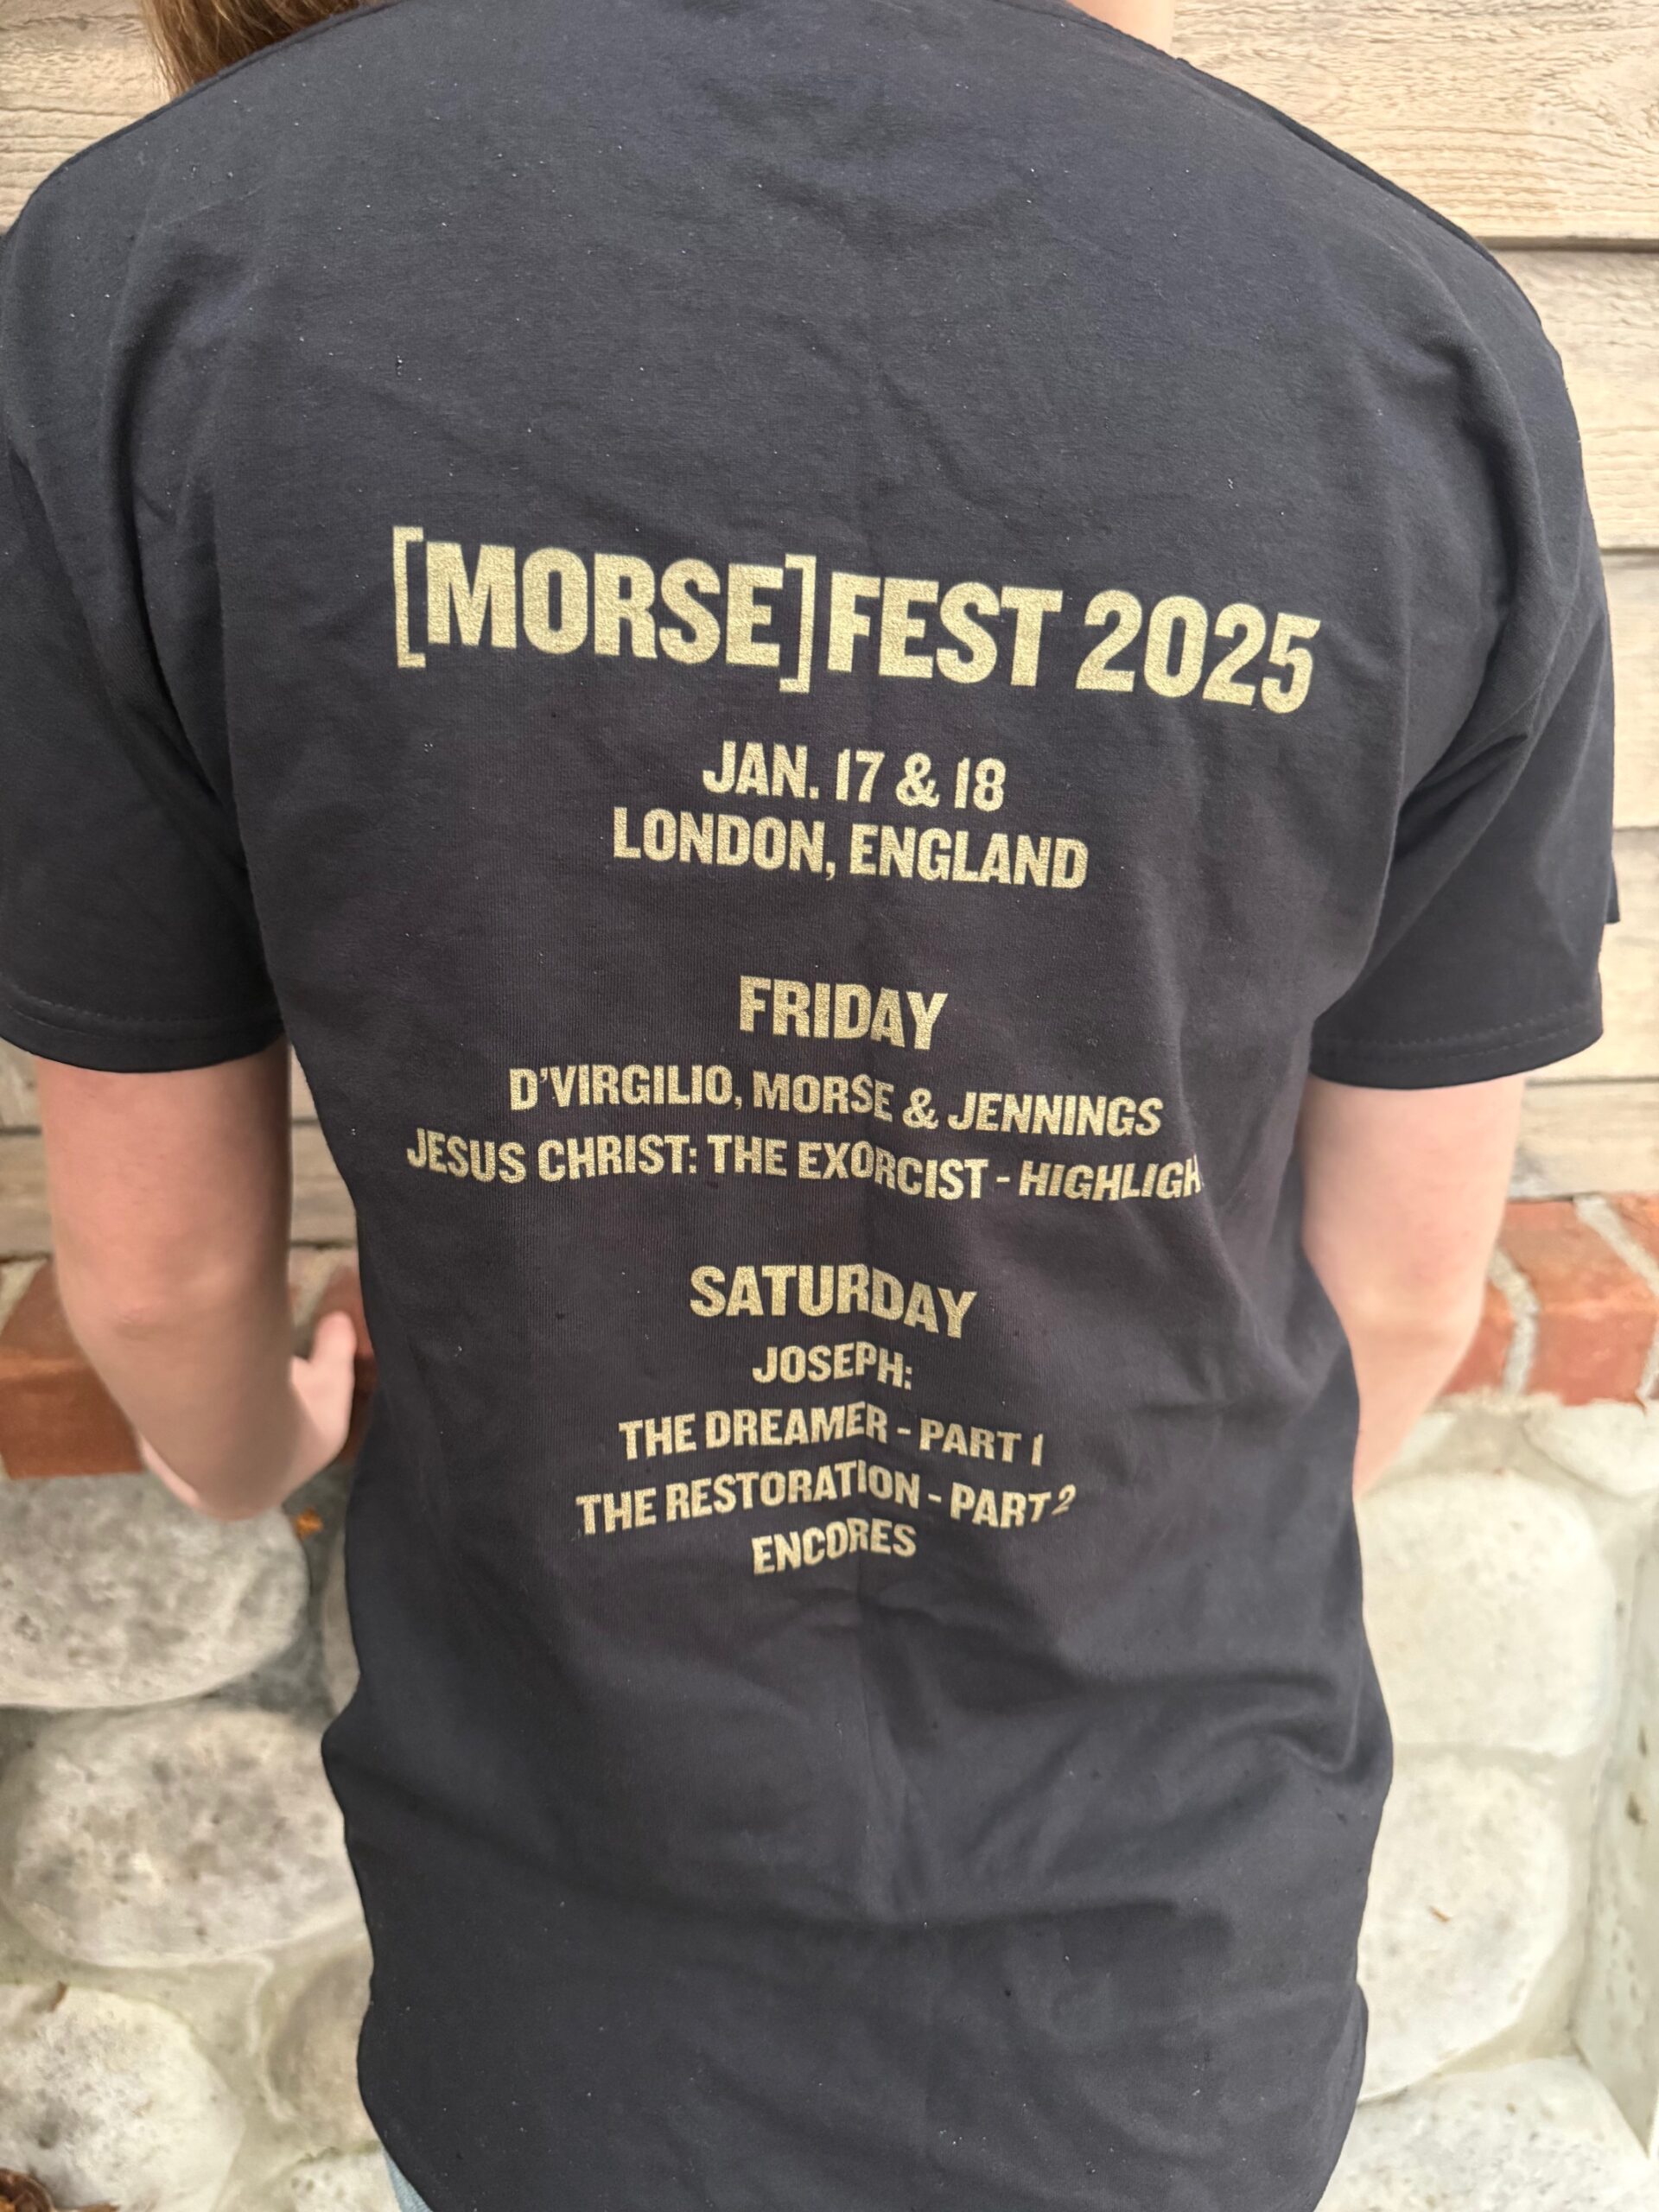 [MORSE]FEST 2025
JAN. 17 & 18
LONDON, ENGLAND
FRIDAY
D'VIRGILIO, MORSE & JENNINGS
JESUS CHRIST: THE EXORCIST - HIGHLIGH
SATURDAY
JOSEPH:
THE DREAMER - PART 1
THE RESTORATION - PART 2
ENCORES